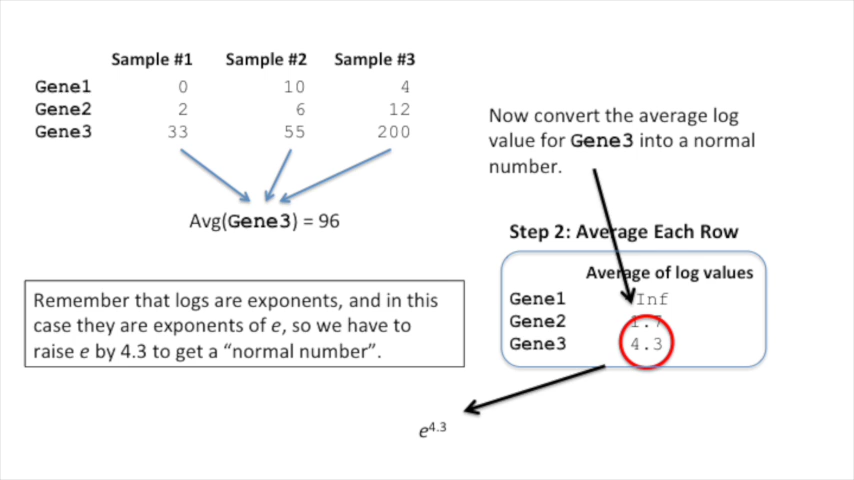 Sample #1 Sample #2 Sample #3
Gene1 0 10 4
Gene2 2 6 12
Gene3 33 55 200
Avg(Gene3) = 96
Remember that logs are exponents, and in this
case they are exponents of e, so we have to
raise e by 4.3 to get a “normal number”.
Now convert the average log
value for Gene3 into a normal
number.
Step 2: Average Each Row
Average of log values
Gene1 Inf
Gene2 1.7
Gene3 4.3
e4.3